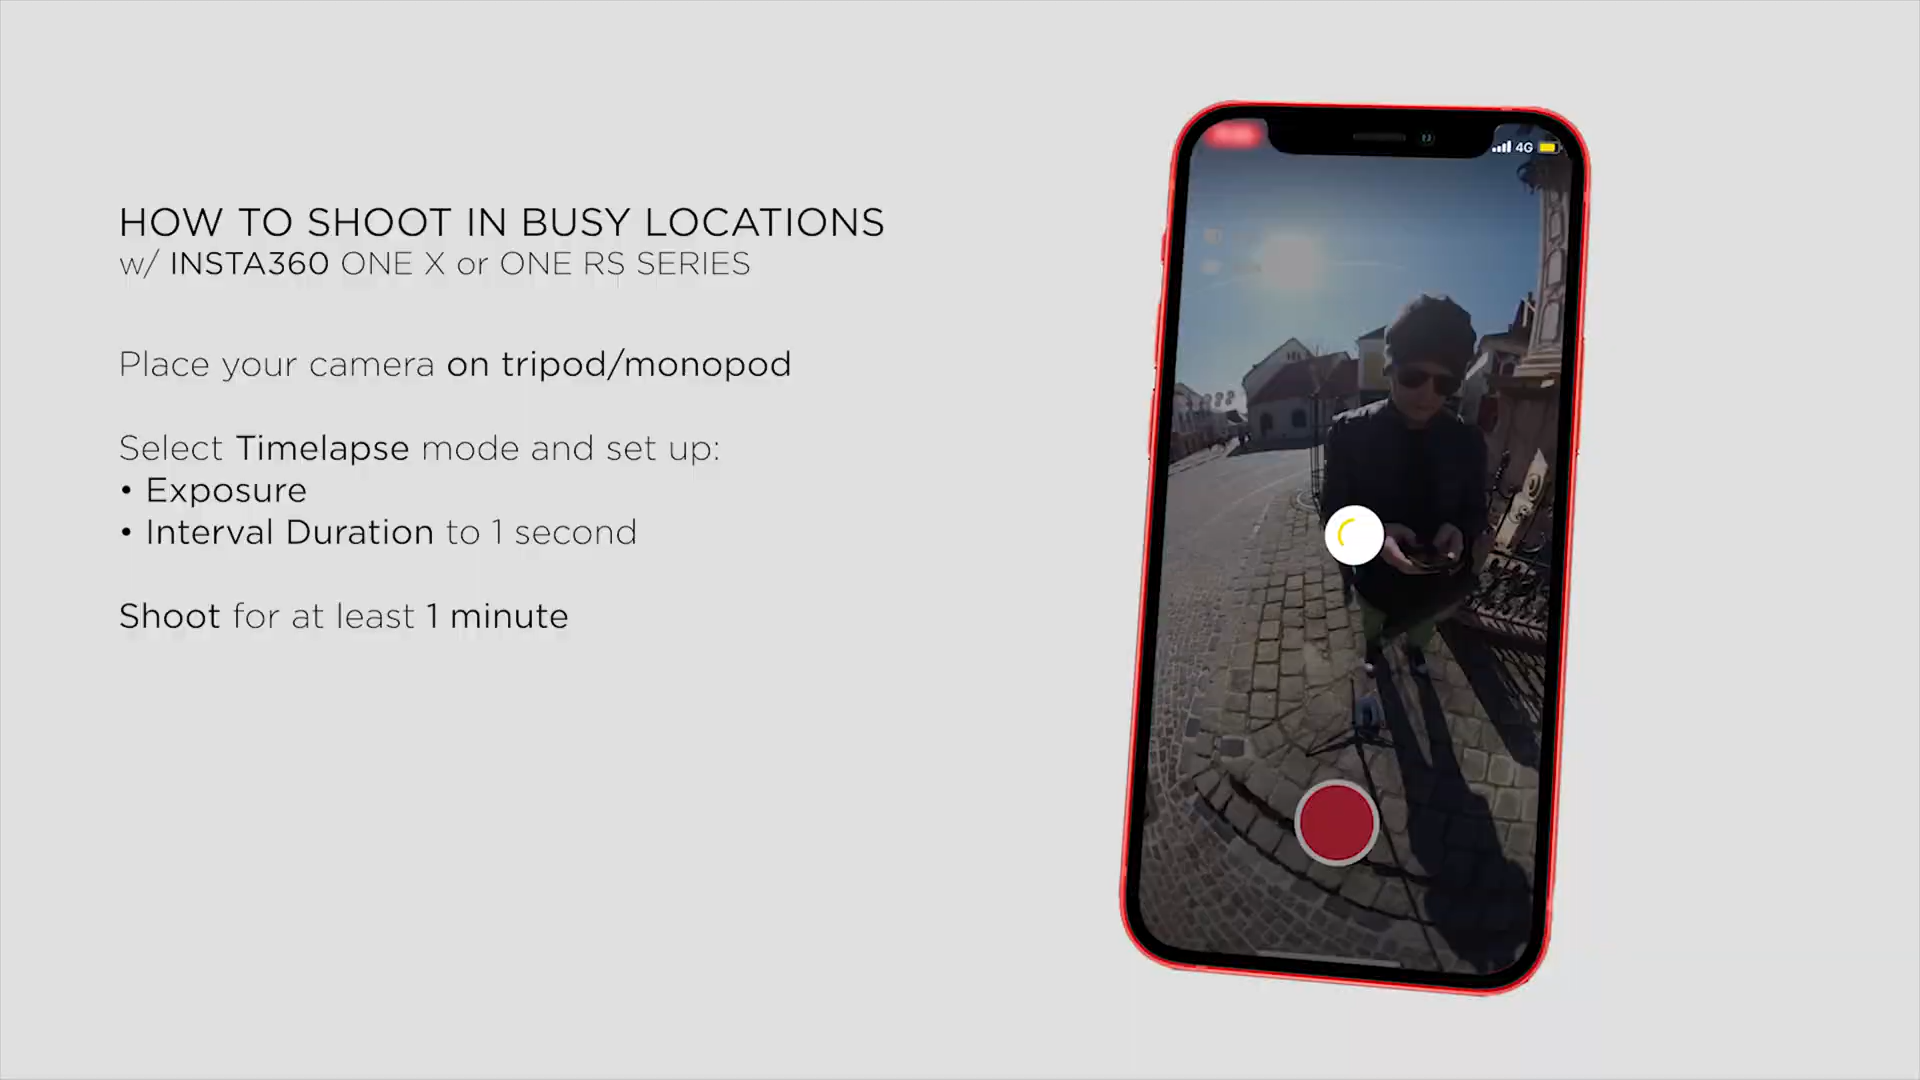 HOW TO SHOOT IN BUSY LOCATIONS
w/ INSTA360 ONE X or ONE RS SERIES
Place your camera on tripod/monopod
Select Timelapse mode and set up:
• Exposure
• Interval Duration to 1 second
Shoot for at least 1 minute
4G